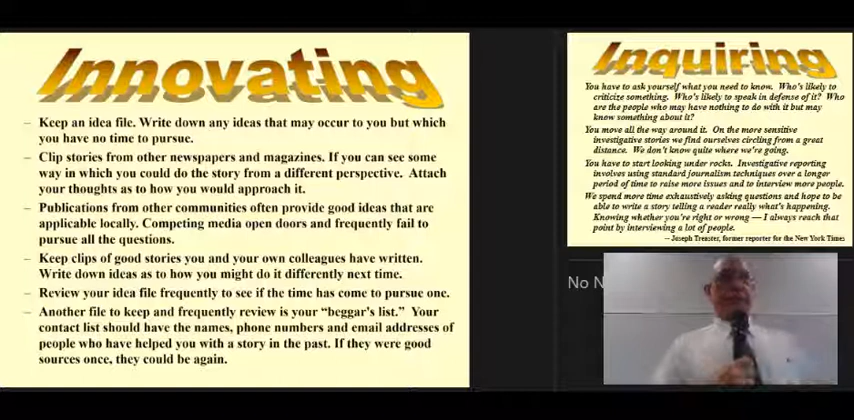 Innovating
– Keep an idea file. Write down any ideas that may occur to you but which
you have no time to pursue.
– Clip stories from other newspapers and magazines. If you can see some
way in which you could do the story from a different perspective. Attach
your thoughts as to how you would approach it.
– Publications from other communities often provide good ideas that are
applicable locally. Competing media open doors and frequently fail to
pursue all the questions.
– Keep clips of good stories you and your own colleagues have written.
Write down ideas as to how you might do it differently next time.
– Review your idea file frequently to see if the time has come to pursue one.
– Another file to keep and frequently review is your “beggar's list.” Your
contact list should have the names, phone numbers and email addresses of
people who have helped you with a story in the past. If they were good
sources once, they could be again.
Inquiring
You have to ask yourself what you need to know. Who's likely to
criticize something. Who's likely to speak in defense of it? Who
are the people who may have nothing to do with it but may
know something about it?
You move all the way around it. On the more sensitive
investigative stories we find ourselves circling from a great
distance. We don't know quite where we're going.
You have to start looking under rocks. Investigative reporting
involves using standard journalism techniques over a longer
period of time to raise more issues and to interview more people.
We spend more time exhaustively asking questions and hope to be
able to write a story telling a reader really what's happening.
Knowing whether you're right or wrong — I always reach that
point by interviewing a lot of people.
-- Joseph Treaster, former reporter for the New York Times
No N